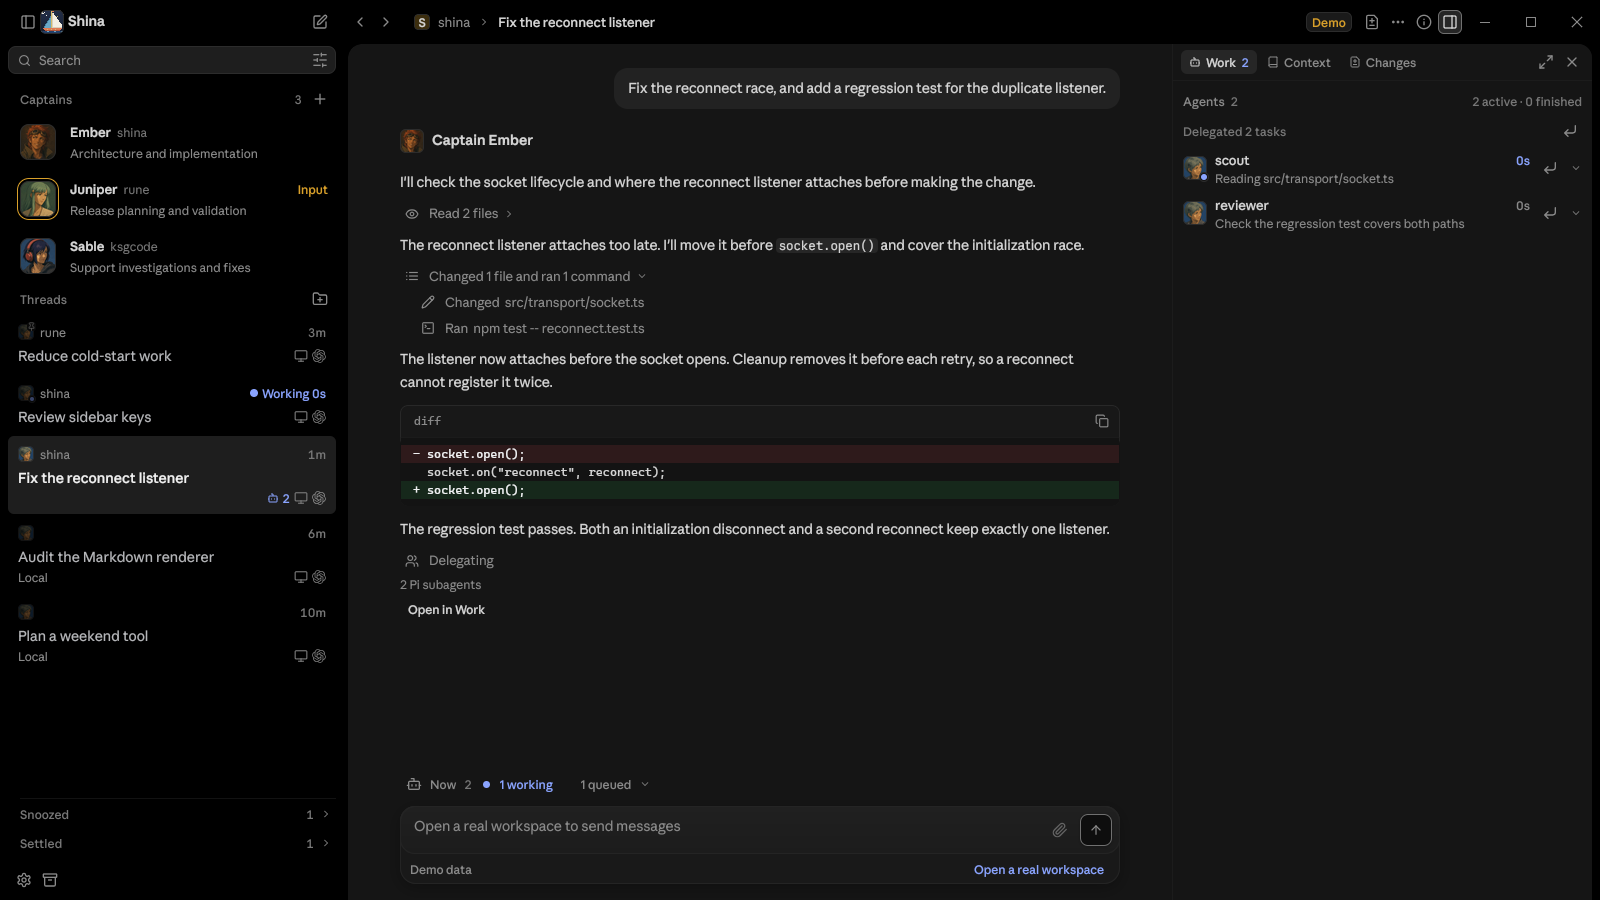 Shina
Search
Captains 3
Ember shina
Architecture and implementation
Juniper rune Input
Release planning and validation
Sable ksgcode
Support investigations and fixes
Threads
rune 3m
Reduce cold-start work
shina Working 0s
Review sidebar keys
shina 1m
Fix the reconnect listener
2
6m
Audit the Markdown renderer
Local
10m
Plan a weekend tool
Local
Snoozed 1
Settled 1
S shina Fix the reconnect listener
Demo
Fix the reconnect race, and add a regression test for the duplicate listener.
Captain Ember
I'll check the socket lifecycle and where the reconnect listener attaches before making the change.
Read 2 files
The reconnect listener attaches too late. I'll move it before socket.open() and cover the initialization race.
Changed 1 file and ran 1 command
Changed src/transport/socket.ts
Ran npm test -- reconnect.test.ts
The listener now attaches before the socket opens. Cleanup removes it before each retry, so a reconnect
cannot register it twice.
diff
- socket.open();
socket.on("reconnect", reconnect);
+ socket.open();
The regression test passes. Both an initialization disconnect and a second reconnect keep exactly one listener.
Delegating
2 Pi subagents
Open in Work
Now 2 1 working 1 queued
Open a real workspace to send messages
Demo data Open a real workspace
Work 2 Context Changes
Agents 2 2 active · 0 finished
Delegated 2 tasks
scout 0s
Reading src/transport/socket.ts
reviewer 0s
Check the regression test covers both paths